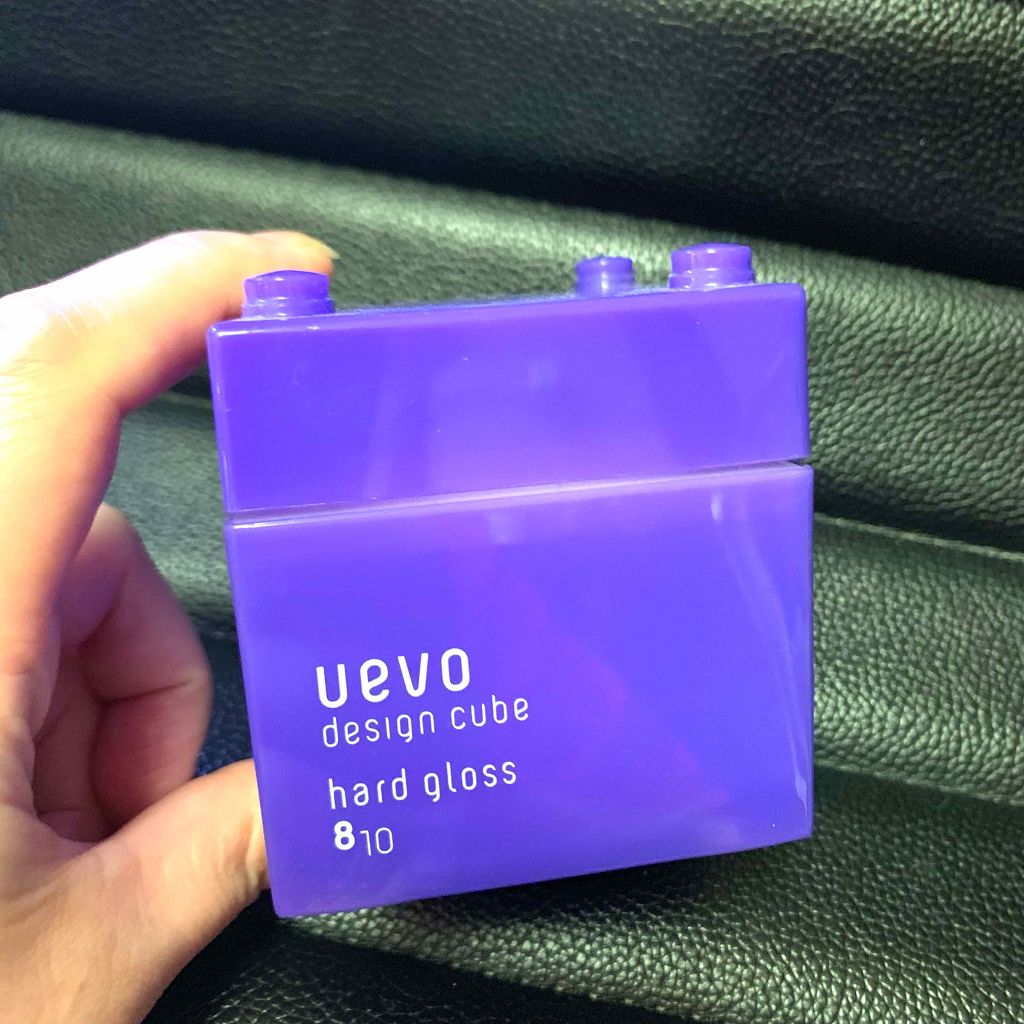 uevo
design cube
hard gloss
8 10